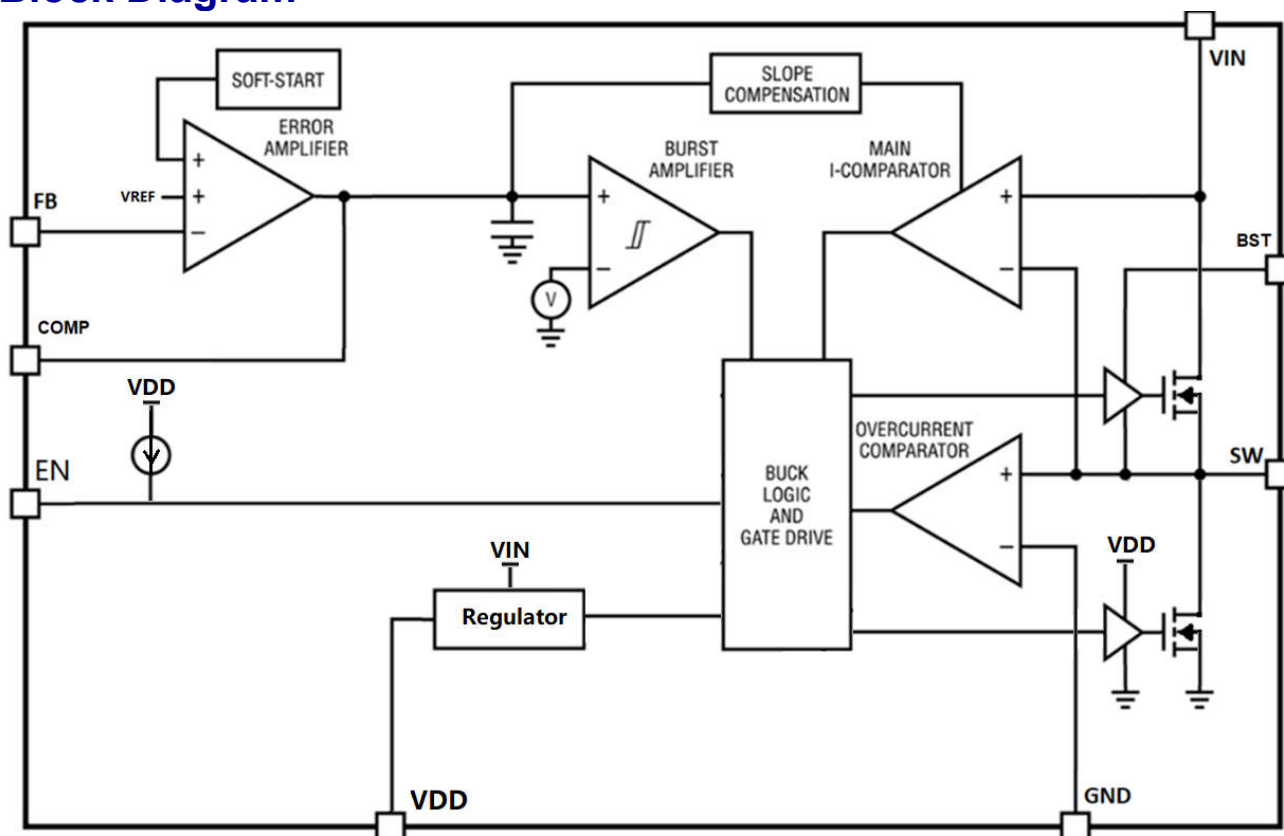 Block Diagram
VIN
SOFT-START
SLOPE
COMPENSATION
ERROR
AMPLIFIER
BURST
AMPLIFIER
MAIN
I-COMPARATOR
+
+
−
VREF
FB
+
−
V
+
−
BST
COMP
VDD
EN
OVERCURRENT
COMPARATOR
+
−
SW
BUCK
LOGIC
AND
GATE DRIVE
VIN
Regulator
VDD
VDD
GND